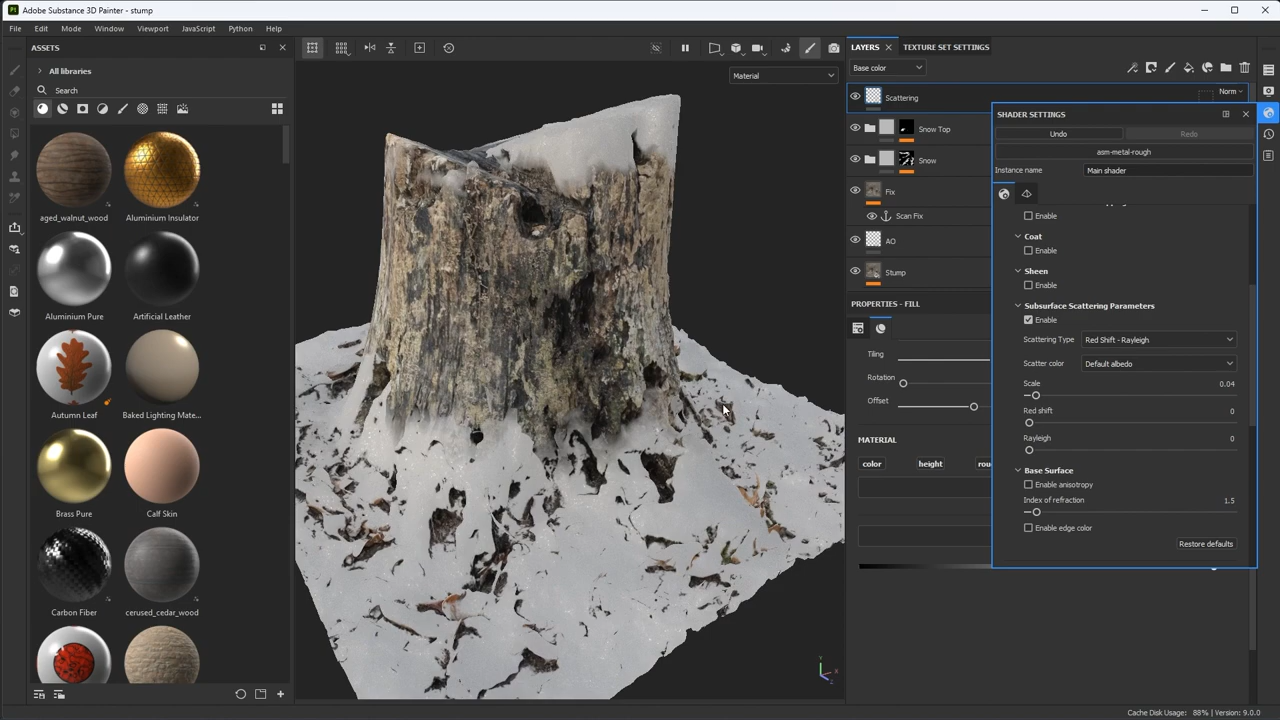 Adobe Substance 3D Painter - stump
File Edit Mode Window Viewport JavaScript Python Help
ASSETS
All libraries
Search
aged_walnut_wood
Aluminium Insulator
Aluminium Pure
Artificial Leather
Autumn Leaf
Baked Lighting Mate...
Brass Pure
Calf Skin
Carbon Fiber
cerused_cedar_wood
Material
LAYERS
TEXTURE SET SETTINGS
Base color
Scattering
Norm
Snow Top
Snow
Fix
Scan Fix
AO
Stump
PROPERTIES - FILL
Tiling
Rotation
Offset
MATERIAL
color
height
rou
SHADER SETTINGS
Undo
Redo
asm-metal-rough
Instance name
Main shader
Enable
Coat
Enable
Sheen
Enable
Subsurface Scattering Parameters
Enable
Scattering Type
Red Shift - Rayleigh
Scatter color
Default albedo
Scale
0.04
Red shift
0
Rayleigh
0
Base Surface
Enable anisotropy
Index of refraction
1.5
Enable edge color
Restore defaults
Y
X
Cache Disk Usage: 88% | Version: 9.0.0